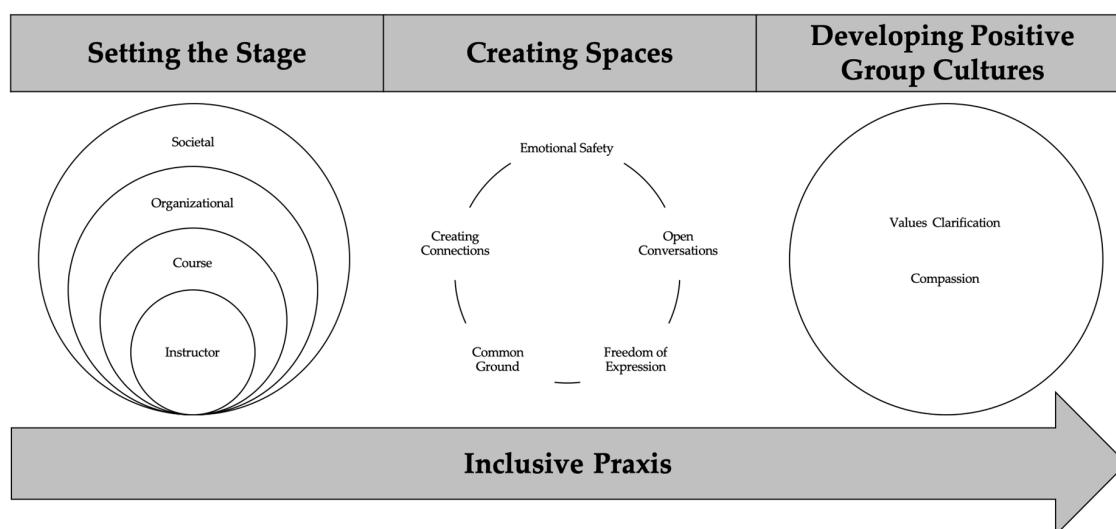 Setting the Stage
Creating Spaces
Developing Positive
Group Cultures
Societal
Organizational
Course
Instructor
Emotional Safety
Creating
Connections
Open
Conversations
Common
Ground
Freedom of
Expression
Values Clarification
Compassion
Inclusive Praxis